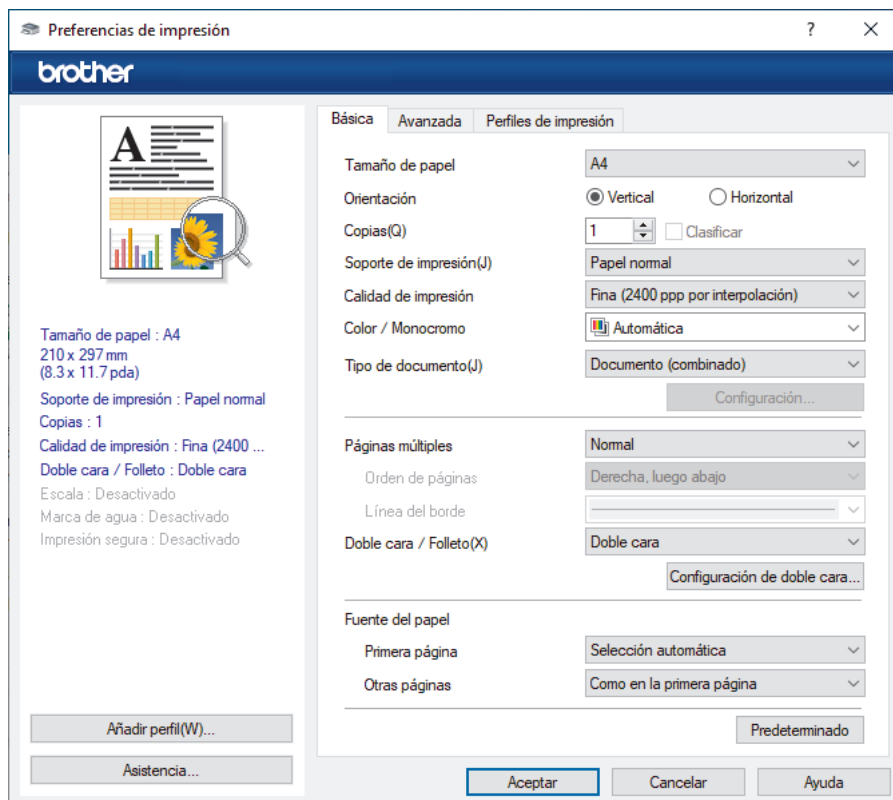 Preferencias de impresión
?
brother
A
Tamaño de papel : A4
210 x 297 mm
(8.3 x 11.7 pda)
Soporte de impresión : Papel normal
Copias : 1
Calidad de impresión : Fina (2400 ...
Doble cara / Folleto : Doble cara
Escala : Desactivado
Marca de agua : Desactivado
Impresión segura : Desactivado
Añadir perfil(W)...
Asistencia...
Básica Avanzada Perfiles de impresión
Tamaño de papel A4
Orientación Vertical Horizontal
Copias(Q) 1 Clasificar
Soporte de impresión(J) Papel normal
Calidad de impresión Fina (2400 ppp por interpolación)
Color / Monocromo Automática
Tipo de documento(J) Documento (combinado)
Configuración...
Páginas múltiples Normal
Orden de páginas Derecha, luego abajo
Línea del borde
Doble cara / Folleto(X) Doble cara
Configuración de doble cara...
Fuente del papel
Primera página Selección automática
Otras páginas Como en la primera página
Predeterminado
Aceptar Cancelar Ayuda